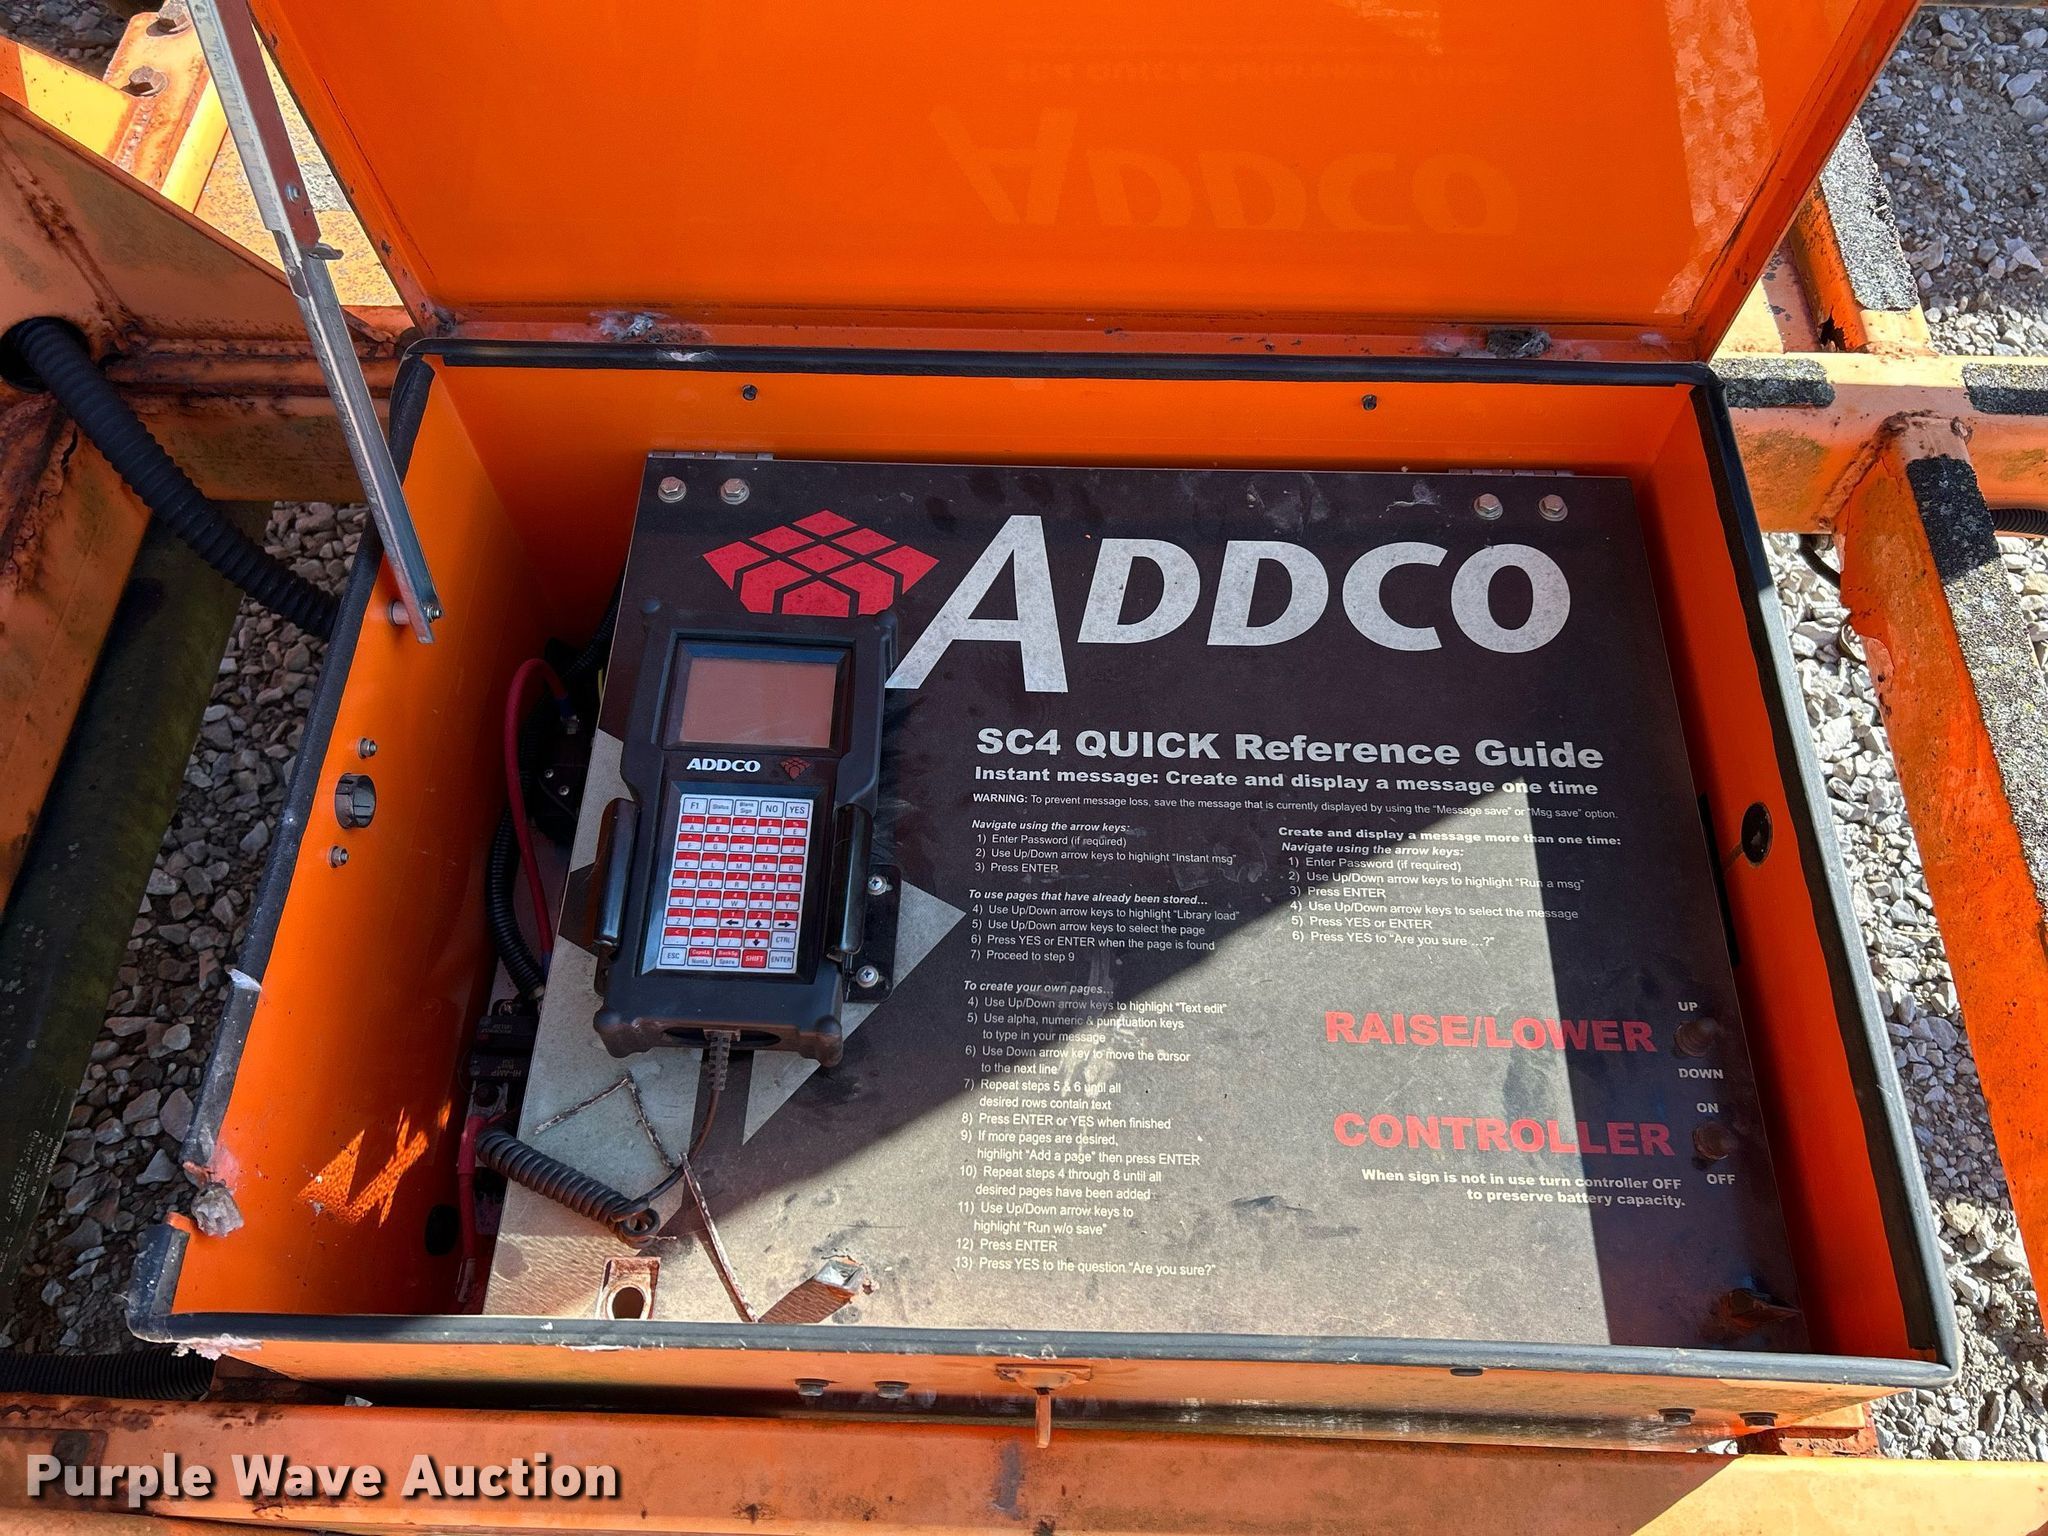 ADDCO
SC4 QUICK Reference Guide
Instant message: Create and display a message one time
WARNING: To prevent message loss, save the message that is currently displayed by using the "Message save" or "Msg save" option.
Navigate using the arrow keys:
1) Enter Password (if required)
2) Use Up/Down arrow keys to highlight "Instant msg"
3) Press ENTER
To use pages that have already been stored...
4) Use Up/Down arrow keys to highlight "Library load"
5) Use Up/Down arrow keys to select the page
6) Press YES or ENTER when the page is found
7) Proceed to step 9
To create your own pages...
4) Use Up/Down arrow keys to highlight "Text edit"
5) Use alpha, numeric & punctuation keys
to type in your message
6) Use Down arrow key to move the cursor
to the next line
7) Repeat steps 5 & 6 until all
desired rows contain text
8) Press ENTER or YES when finished
9) If more pages are desired,
highlight "Add a page" then press ENTER
10) Repeat steps 4 through 8 until all
desired pages have been added
11) Use Up/Down arrow keys to
highlight "Run w/o save"
12) Press ENTER
13) Press YES to the question "Are you sure?"
Create and display a message more than one time:
Navigate using the arrow keys:
1) Enter Password (if required)
2) Use Up/Down arrow keys to highlight "Run a msg"
3) Press ENTER
4) Use Up/Down arrow keys to select the message
5) Press YES or ENTER
6) Press YES to "Are you sure ...?"
UP
RAISE/LOWER
DOWN
ON
CONTROLLER
OFF
When sign is not in use turn controller OFF
to preserve battery capacity.
ADDCO
F1 Status Blank Sign NO YES
A B C D E
F G H I J
K L M N O
P Q R S T
U V W X Y
Z 1 2 3
CTRL
ESC CapsLk NumLk BackSp Space SHIFT ENTER
HI-AMP
Purple Wave Auction